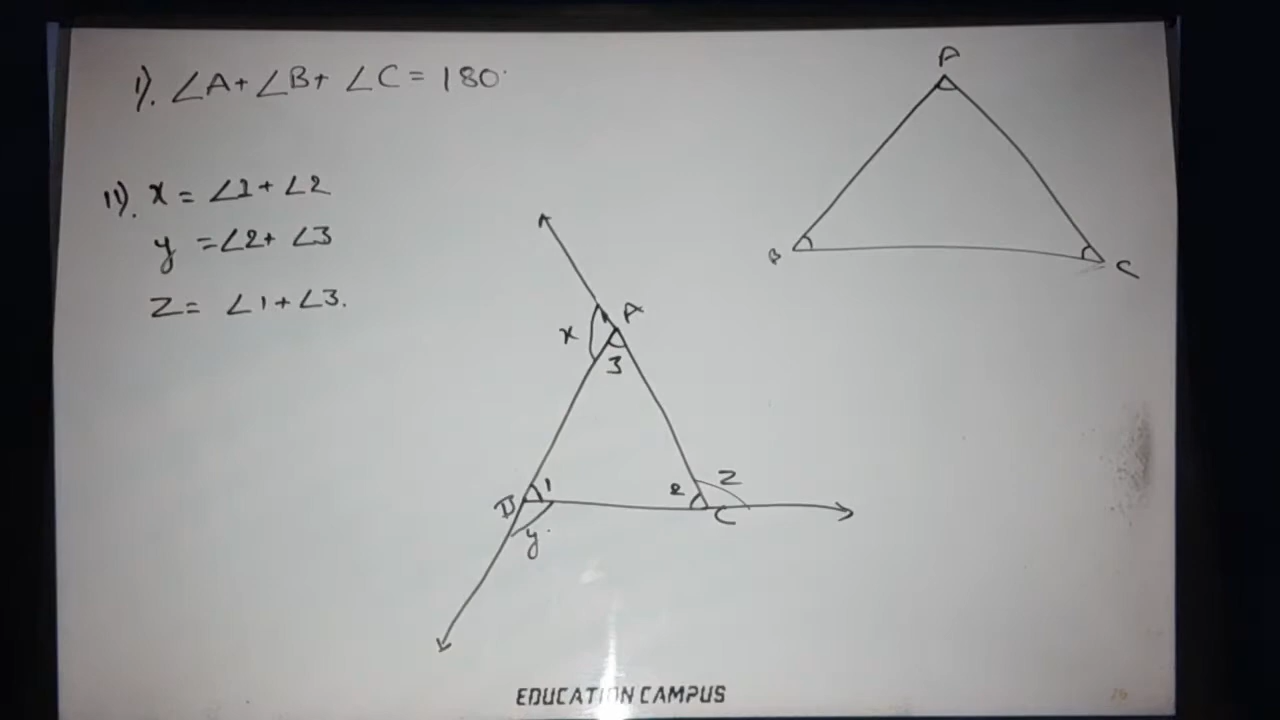 I). ∠A+ ∠B+ ∠C= 180°
II). x = ∠1+ ∠2
y = ∠2+ ∠3
Z= ∠1+∠3.
A
B
C
A
x
3
B
1
2
Z
C
y
EDUCATION CAMPUS